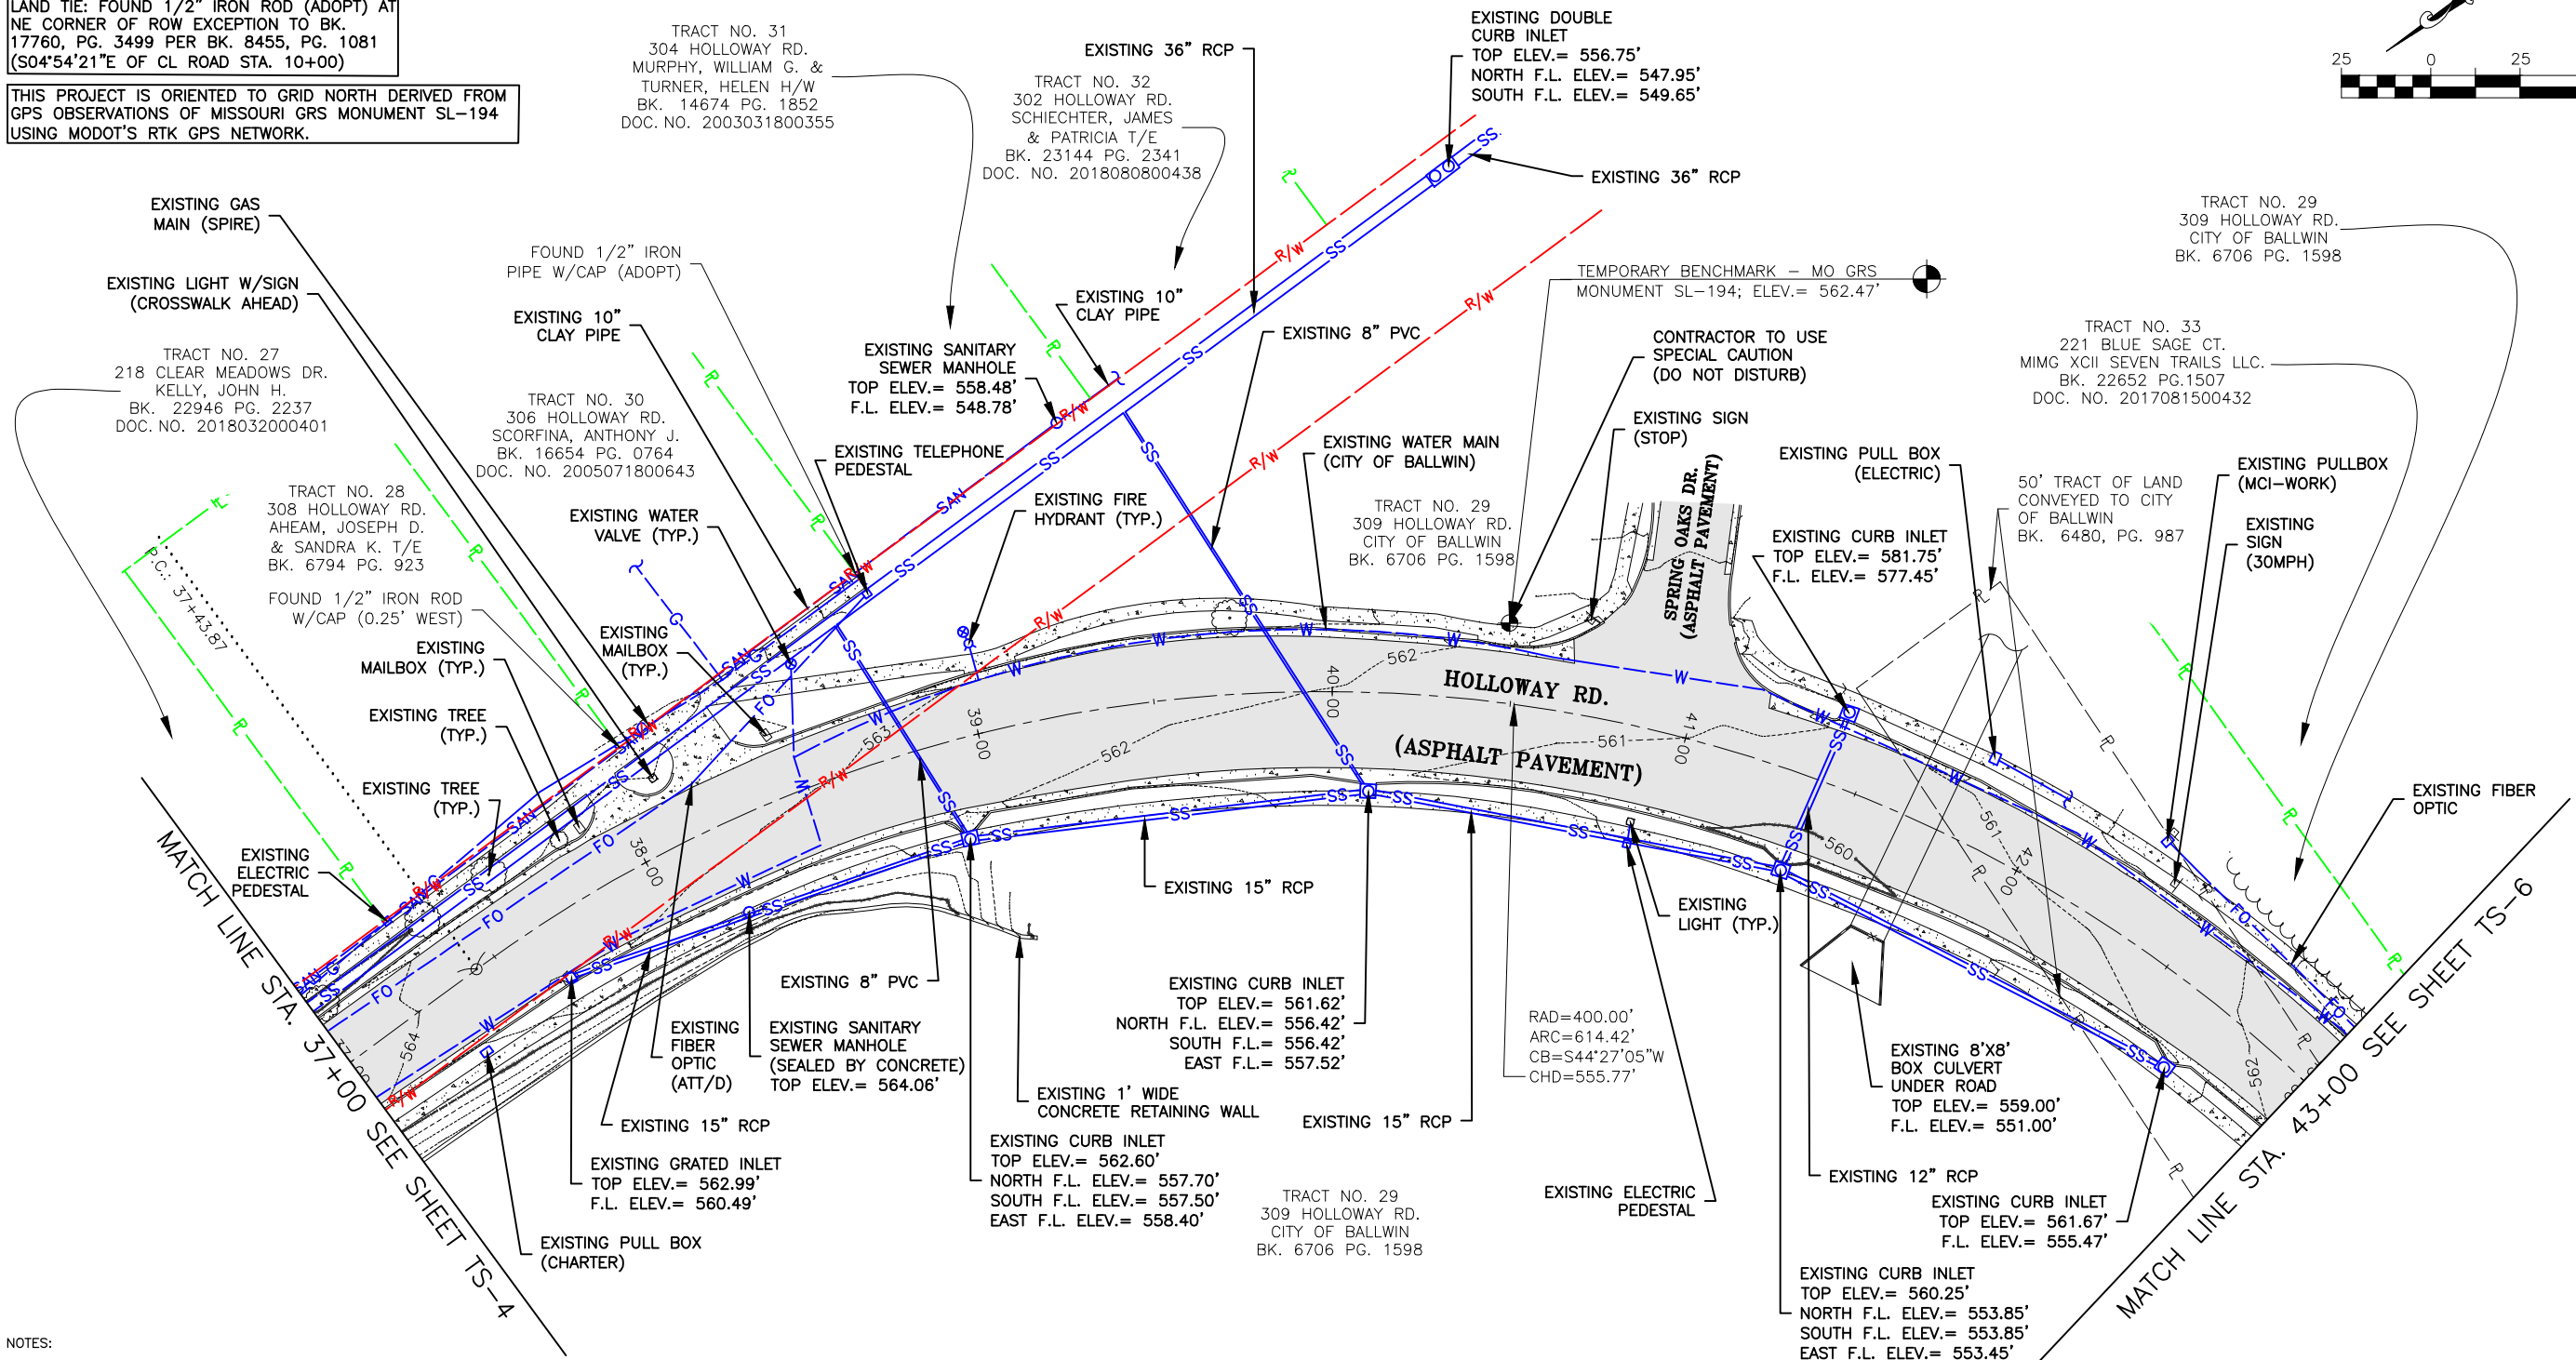 LAND TIE: FOUND 1/2" IRON ROD (ADOPT) AT
NE CORNER OF ROW EXCEPTION TO BK.
17760, PG. 3499 PER BK. 8455, PG. 1081
(S04°54'21"E OF CL ROAD STA. 10+00)
THIS PROJECT IS ORIENTED TO GRID NORTH DERIVED FROM
GPS OBSERVATIONS OF MISSOURI GRS MONUMENT SL-194
USING MODOT'S RTK GPS NETWORK.
TRACT NO. 31
304 HOLLOWAY RD.
MURPHY, WILLIAM G. &
TURNER, HELEN H/W
BK. 14674 PG. 1852
DOC. NO. 2003031800355
EXISTING 36" RCP
TRACT NO. 32
302 HOLLOWAY RD.
SCHIECHTER, JAMES
& PATRICIA T/E
BK. 23144 PG. 2341
DOC. NO. 2018080800438
EXISTING DOUBLE
CURB INLET
TOP ELEV.= 556.75'
NORTH F.L. ELEV.= 547.95'
SOUTH F.L. ELEV.= 549.65'
25 0 25
EXISTING 36" RCP
EXISTING GAS
MAIN (SPIRE)
FOUND 1/2" IRON
PIPE W/CAP (ADOPT)
EXISTING LIGHT W/SIGN
(CROSSWALK AHEAD)
EXISTING 10"
CLAY PIPE
EXISTING 10"
CLAY PIPE
EXISTING 8" PVC
TEMPORARY BENCHMARK - MO GRS
MONUMENT SL-194; ELEV.= 562.47'
TRACT NO. 29
309 HOLLOWAY RD.
CITY OF BALLWIN
BK. 6706 PG. 1598
TRACT NO. 27
218 CLEAR MEADOWS DR.
KELLY, JOHN H.
BK. 22946 PG. 2237
DOC. NO. 2018032000401
EXISTING SANITARY
SEWER MANHOLE
TOP ELEV.= 558.48'
F.L. ELEV.= 548.78'
CONTRACTOR TO USE
SPECIAL CAUTION
(DO NOT DISTURB)
TRACT NO. 33
221 BLUE SAGE CT.
MIMG XCII SEVEN TRAILS LLC.
BK. 22652 PG.1507
DOC. NO. 2017081500432
TRACT NO. 30
306 HOLLOWAY RD.
SCORFINA, ANTHONY J.
BK. 16654 PG. 0764
DOC. NO. 2005071800643
EXISTING TELEPHONE
PEDESTAL
EXISTING WATER MAIN
(CITY OF BALLWIN)
EXISTING SIGN
(STOP)
EXISTING PULL BOX
(ELECTRIC)
EXISTING PULLBOX
(MCI-WORK)
TRACT NO. 28
308 HOLLOWAY RD.
AHEAM, JOSEPH D.
& SANDRA K. T/E
BK. 6794 PG. 923
EXISTING WATER
VALVE (TYP.)
EXISTING FIRE
HYDRANT (TYP.)
TRACT NO. 29
309 HOLLOWAY RD.
CITY OF BALLWIN
BK. 6706 PG. 1598
SPRING OAKS DR.
(ASPHALT PAVEMENT)
50' TRACT OF LAND
CONVEYED TO CITY
OF BALLWIN
BK. 6480, PG. 987
EXISTING
SIGN
(30MPH)
EXISTING CURB INLET
TOP ELEV.= 581.75'
F.L. ELEV.= 577.45'
P.C.: 37+43.87
FOUND 1/2" IRON ROD
W/CAP (0.25' WEST)
EXISTING
MAILBOX (TYP.)
EXISTING
MAILBOX
(TYP.)
EXISTING TREE
(TYP.)
EXISTING TREE
(TYP.)
EXISTING
ELECTRIC
PEDESTAL
HOLLOWAY RD.
(ASPHALT PAVEMENT)
38+00
39+00
40+00
41+00
42+00
564
563
562
562
561
560
561
562
EXISTING FIBER
OPTIC
MATCH LINE STA. 37+00 SEE SHEET TS-4
MATCH LINE STA. 43+00 SEE SHEET TS-6
EXISTING 15" RCP
EXISTING
LIGHT (TYP.)
EXISTING 8" PVC
EXISTING CURB INLET
TOP ELEV.= 561.62'
NORTH F.L. ELEV.= 556.42'
SOUTH F.L.= 556.42'
EAST F.L.= 557.52'
RAD=400.00'
ARC=614.42'
CB=S44°27'05"W
CHD=555.77'
EXISTING
FIBER
OPTIC
(ATT/D)
EXISTING SANITARY
SEWER MANHOLE
(SEALED BY CONCRETE)
TOP ELEV.= 564.06'
EXISTING 1' WIDE
CONCRETE RETAINING WALL
EXISTING 8'X8'
BOX CULVERT
UNDER ROAD
TOP ELEV.= 559.00'
F.L. ELEV.= 551.00'
EXISTING 15" RCP
EXISTING 15" RCP
EXISTING GRATED INLET
TOP ELEV.= 562.99'
F.L. ELEV.= 560.49'
EXISTING CURB INLET
TOP ELEV.= 562.60'
NORTH F.L. ELEV.= 557.70'
SOUTH F.L. ELEV.= 557.50'
EAST F.L. ELEV.= 558.40'
TRACT NO. 29
309 HOLLOWAY RD.
CITY OF BALLWIN
BK. 6706 PG. 1598
EXISTING ELECTRIC
PEDESTAL
EXISTING 12" RCP
EXISTING CURB INLET
TOP ELEV.= 561.67'
F.L. ELEV.= 555.47'
EXISTING PULL BOX
(CHARTER)
EXISTING CURB INLET
TOP ELEV.= 560.25'
NORTH F.L. ELEV.= 553.85'
SOUTH F.L. ELEV.= 553.85'
EAST F.L. ELEV.= 553.45'
NOTES: